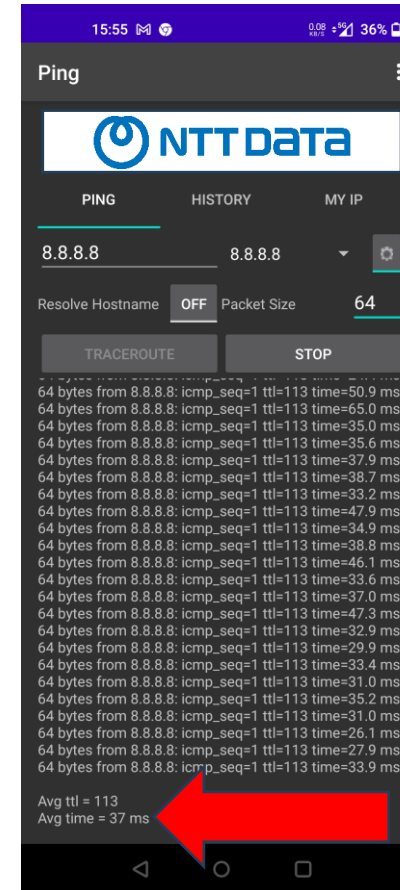 15:55 0.08 KB/S 5G 36%
Ping
NTT DATA
PING HISTORY MY IP
8.8.8.8 8.8.8.8
Resolve Hostname OFF Packet Size 64
TRACEROUTE STOP
64 bytes from 8.8.8.8: icmp_seq=1 ttl=113 time=50.9 ms
64 bytes from 8.8.8.8: icmp_seq=1 ttl=113 time=65.0 ms
64 bytes from 8.8.8.8: icmp_seq=1 ttl=113 time=35.0 ms
64 bytes from 8.8.8.8: icmp_seq=1 ttl=113 time=35.6 ms
64 bytes from 8.8.8.8: icmp_seq=1 ttl=113 time=37.9 ms
64 bytes from 8.8.8.8: icmp_seq=1 ttl=113 time=38.7 ms
64 bytes from 8.8.8.8: icmp_seq=1 ttl=113 time=33.2 ms
64 bytes from 8.8.8.8: icmp_seq=1 ttl=113 time=47.9 ms
64 bytes from 8.8.8.8: icmp_seq=1 ttl=113 time=34.9 ms
64 bytes from 8.8.8.8: icmp_seq=1 ttl=113 time=38.8 ms
64 bytes from 8.8.8.8: icmp_seq=1 ttl=113 time=46.1 ms
64 bytes from 8.8.8.8: icmp_seq=1 ttl=113 time=33.6 ms
64 bytes from 8.8.8.8: icmp_seq=1 ttl=113 time=37.0 ms
64 bytes from 8.8.8.8: icmp_seq=1 ttl=113 time=47.3 ms
64 bytes from 8.8.8.8: icmp_seq=1 ttl=113 time=32.9 ms
64 bytes from 8.8.8.8: icmp_seq=1 ttl=113 time=29.9 ms
64 bytes from 8.8.8.8: icmp_seq=1 ttl=113 time=33.4 ms
64 bytes from 8.8.8.8: icmp_seq=1 ttl=113 time=31.0 ms
64 bytes from 8.8.8.8: icmp_seq=1 ttl=113 time=35.2 ms
64 bytes from 8.8.8.8: icmp_seq=1 ttl=113 time=31.0 ms
64 bytes from 8.8.8.8: icmp_seq=1 ttl=113 time=26.1 ms
64 bytes from 8.8.8.8: icmp_seq=1 ttl=113 time=27.9 ms
64 bytes from 8.8.8.8: icmp_seq=1 ttl=113 time=33.9 ms
Avg ttl = 113
Avg time = 37 ms